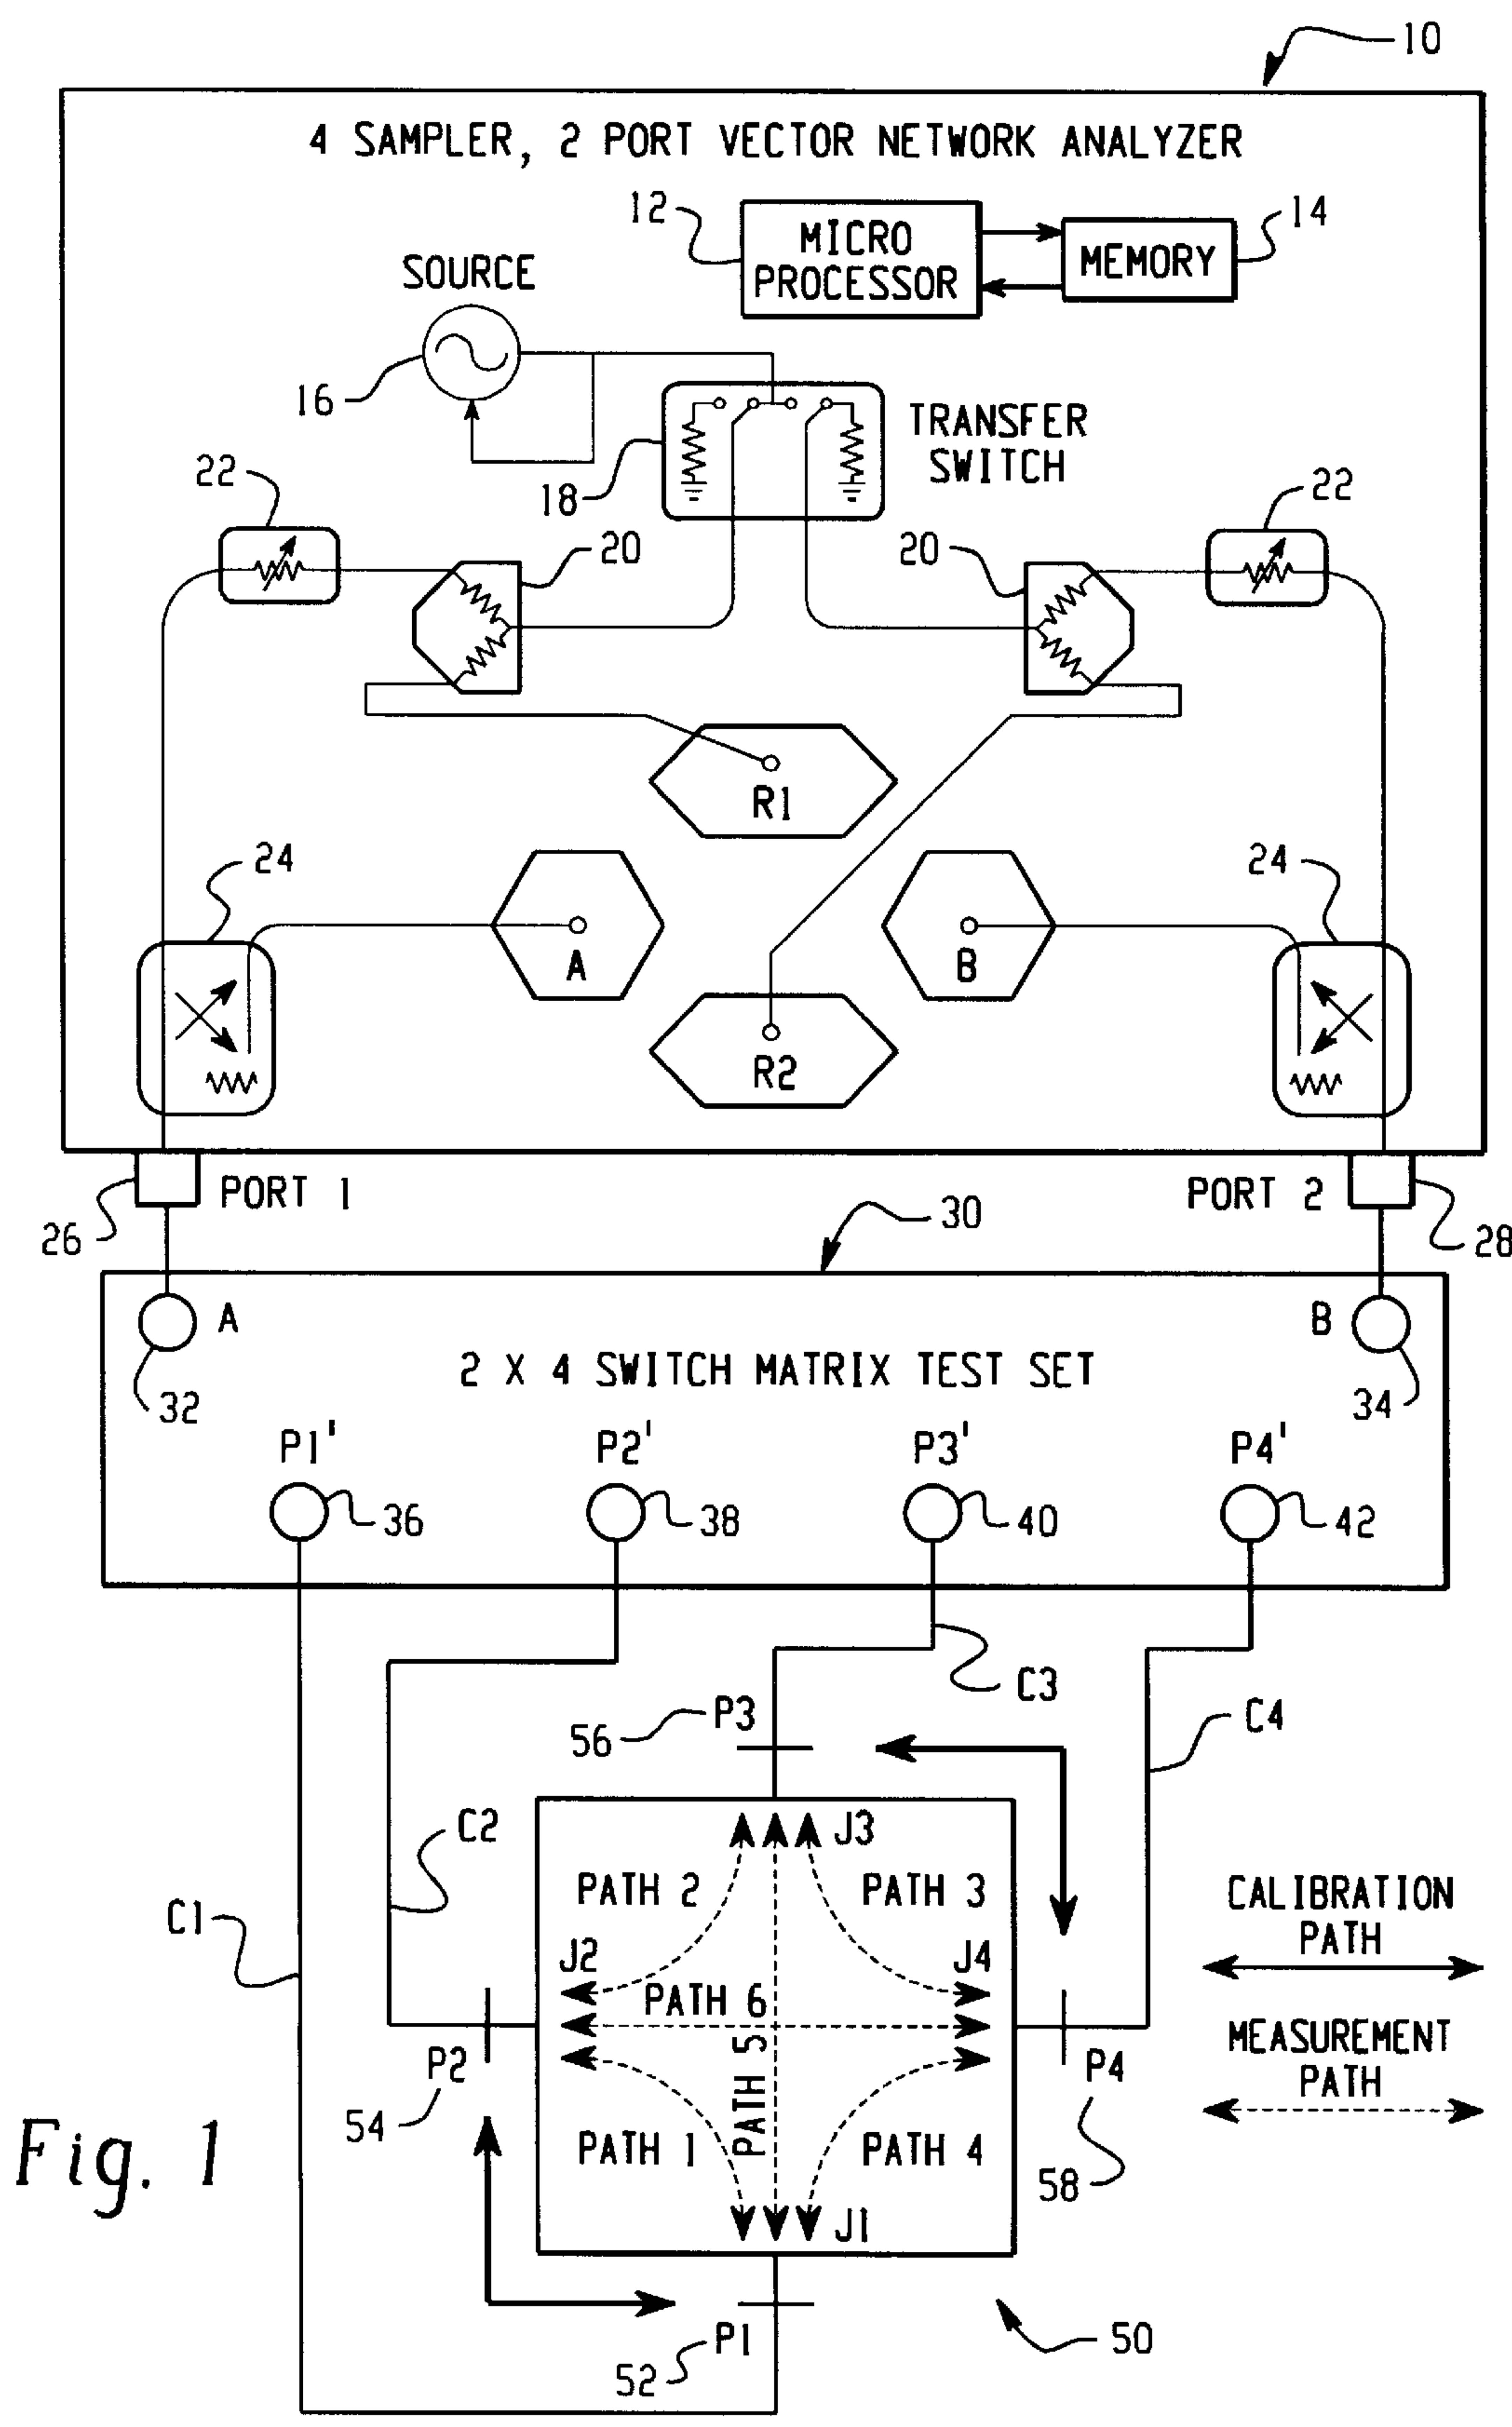 10
4 SAMPLER, 2 PORT VECTOR NETWORK ANALYZER
12
MICRO
PROCESSOR
MEMORY
14
SOURCE
16
TRANSFER
SWITCH
18
22
20
20
22
R1
24
A
B
24
R2
PORT 1
PORT 2
26
28
30
A
B
32
34
2 X 4 SWITCH MATRIX TEST SET
P1'
P2'
P3'
P4'
36
38
40
42
C3
P3
56
C4
C2
C1
J3
PATH 2
PATH 3
J2
J4
PATH 6
PATH 5
P2
54
P4
58
PATH 1
PATH 4
J1
CALIBRATION
PATH
MEASUREMENT
PATH
Fig. 1
P1
52
50